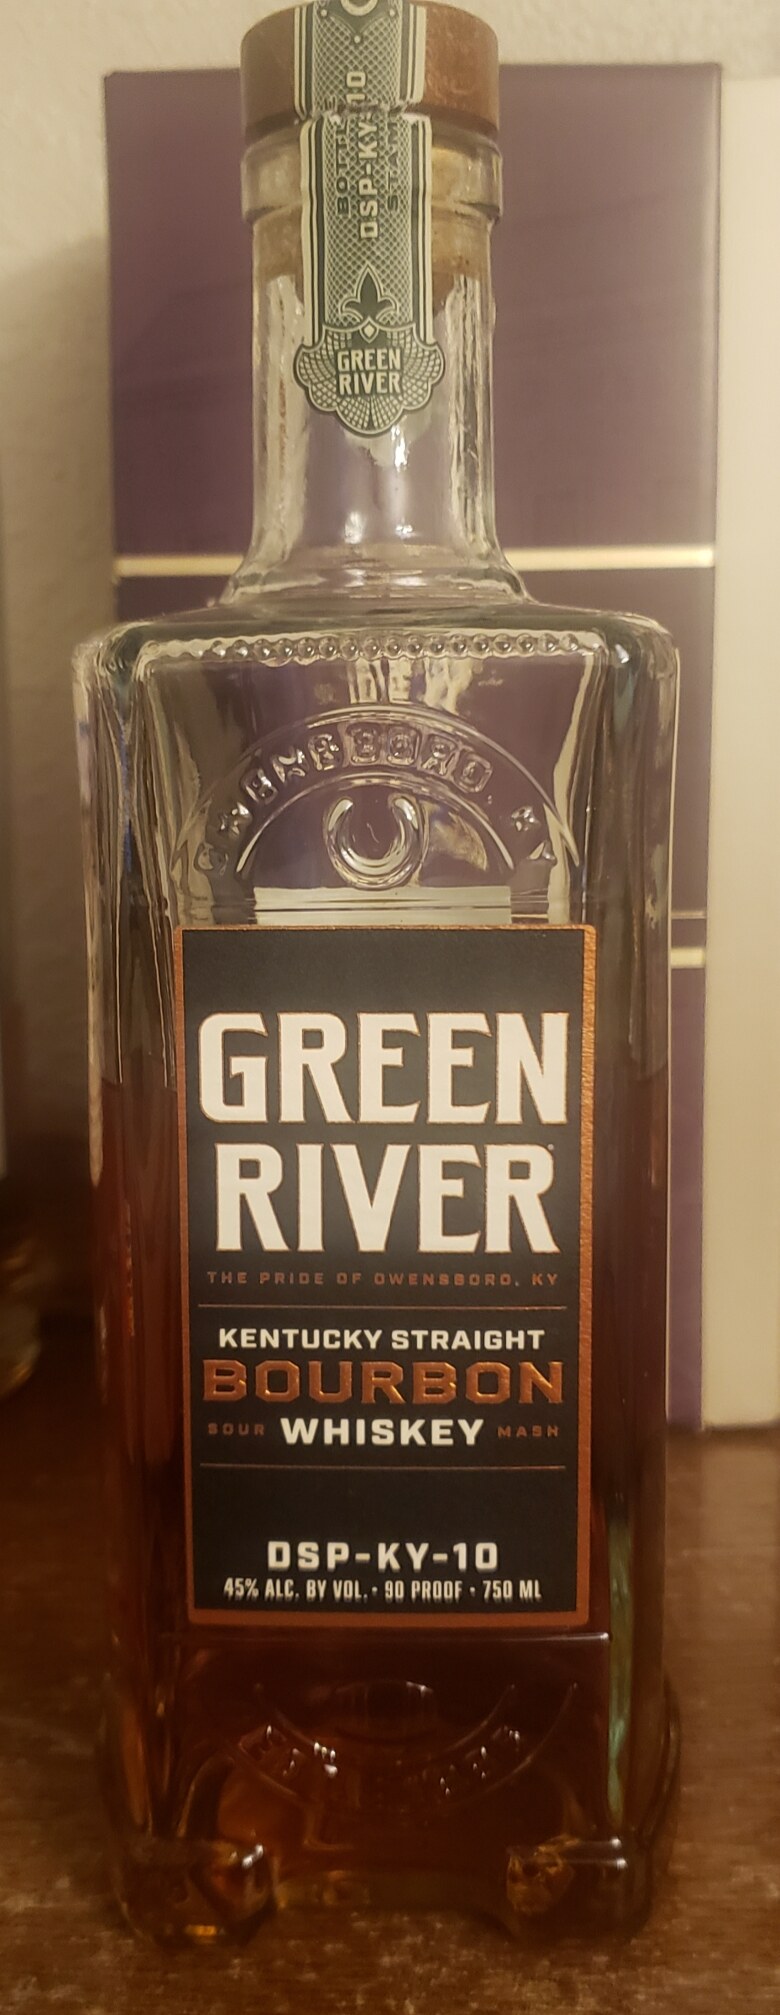 DSP-KY-10
GREEN
RIVER
OWENSBORO, KY
GREEN
RIVER
THE PRIDE OF OWENSBORO, KY
KENTUCKY STRAIGHT
BOURBON
SOUR WHISKEY MASH
DSP-KY-10
45% ALC. BY VOL. • 90 PROOF • 750 ML